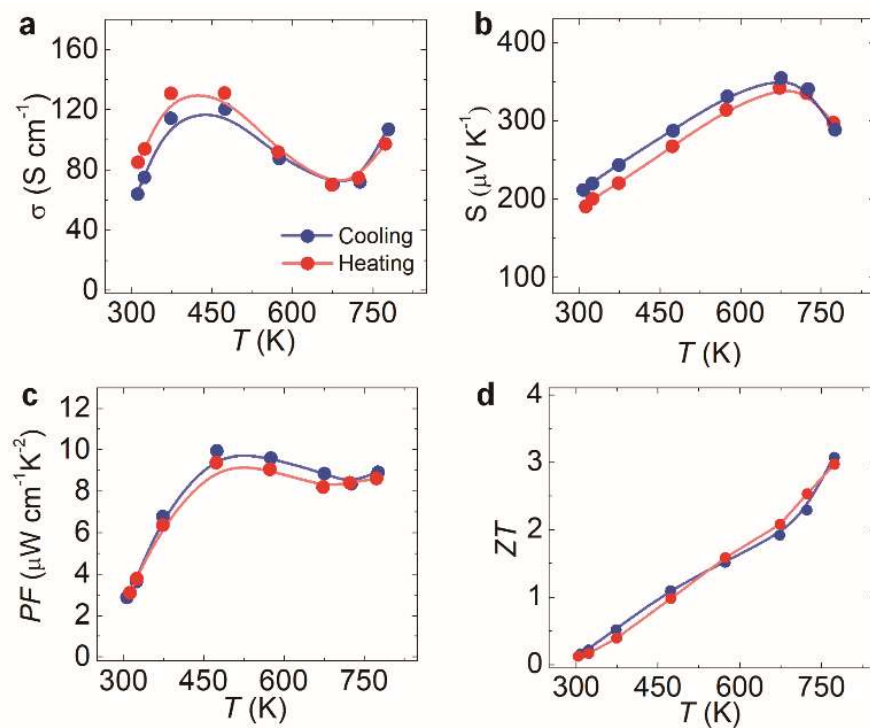 a
160
120
80
40
0
σ (S cm⁻¹)
Cooling
Heating
300 450 600 750
T (K)
b
400
300
200
100
S (μV K⁻¹)
300 450 600 750
T (K)
c
12
10
8
6
4
2
0
PF (μW cm⁻¹K⁻²)
300 450 600 750
T (K)
d
4
3
2
1
0
ZT
300 450 600 750
T (K)